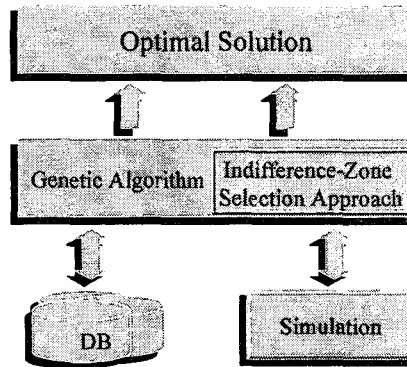 Optimal Solution
Genetic Algorithm
Indifference-Zone
Selection Approach
DB
Simulation